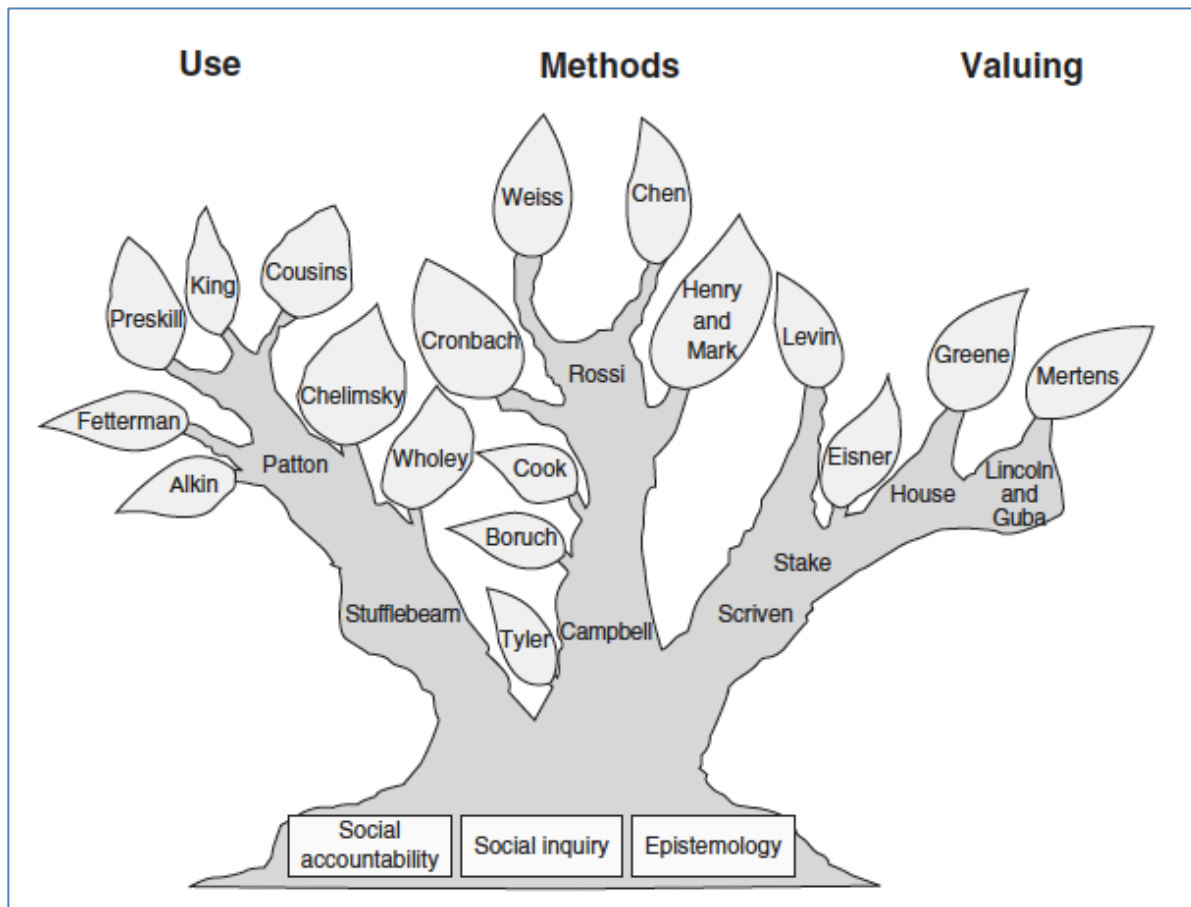 Use
Methods
Valuing
Weiss
Chen
King
Cousins
Preskill
Cronbach
Henry
and
Mark
Levin
Greene
Mertens
Rossi
Chelimsky
Fetterman
Patton
Wholey
Cook
Eisner
Alkin
House
Lincoln
and
Guba
Boruch
Stake
Stufflebeam
Tyler
Campbell
Scriven
Social
accountability
Social inquiry
Epistemology